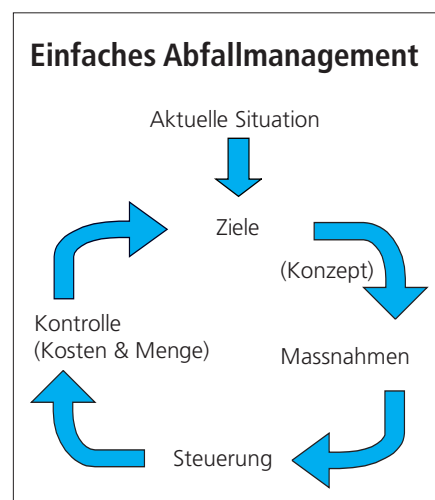 Einfaches Abfallmanagement
Aktuelle Situation
Ziele
(Konzept)
Kontrolle
(Kosten & Menge)
Massnahmen
Steuerung